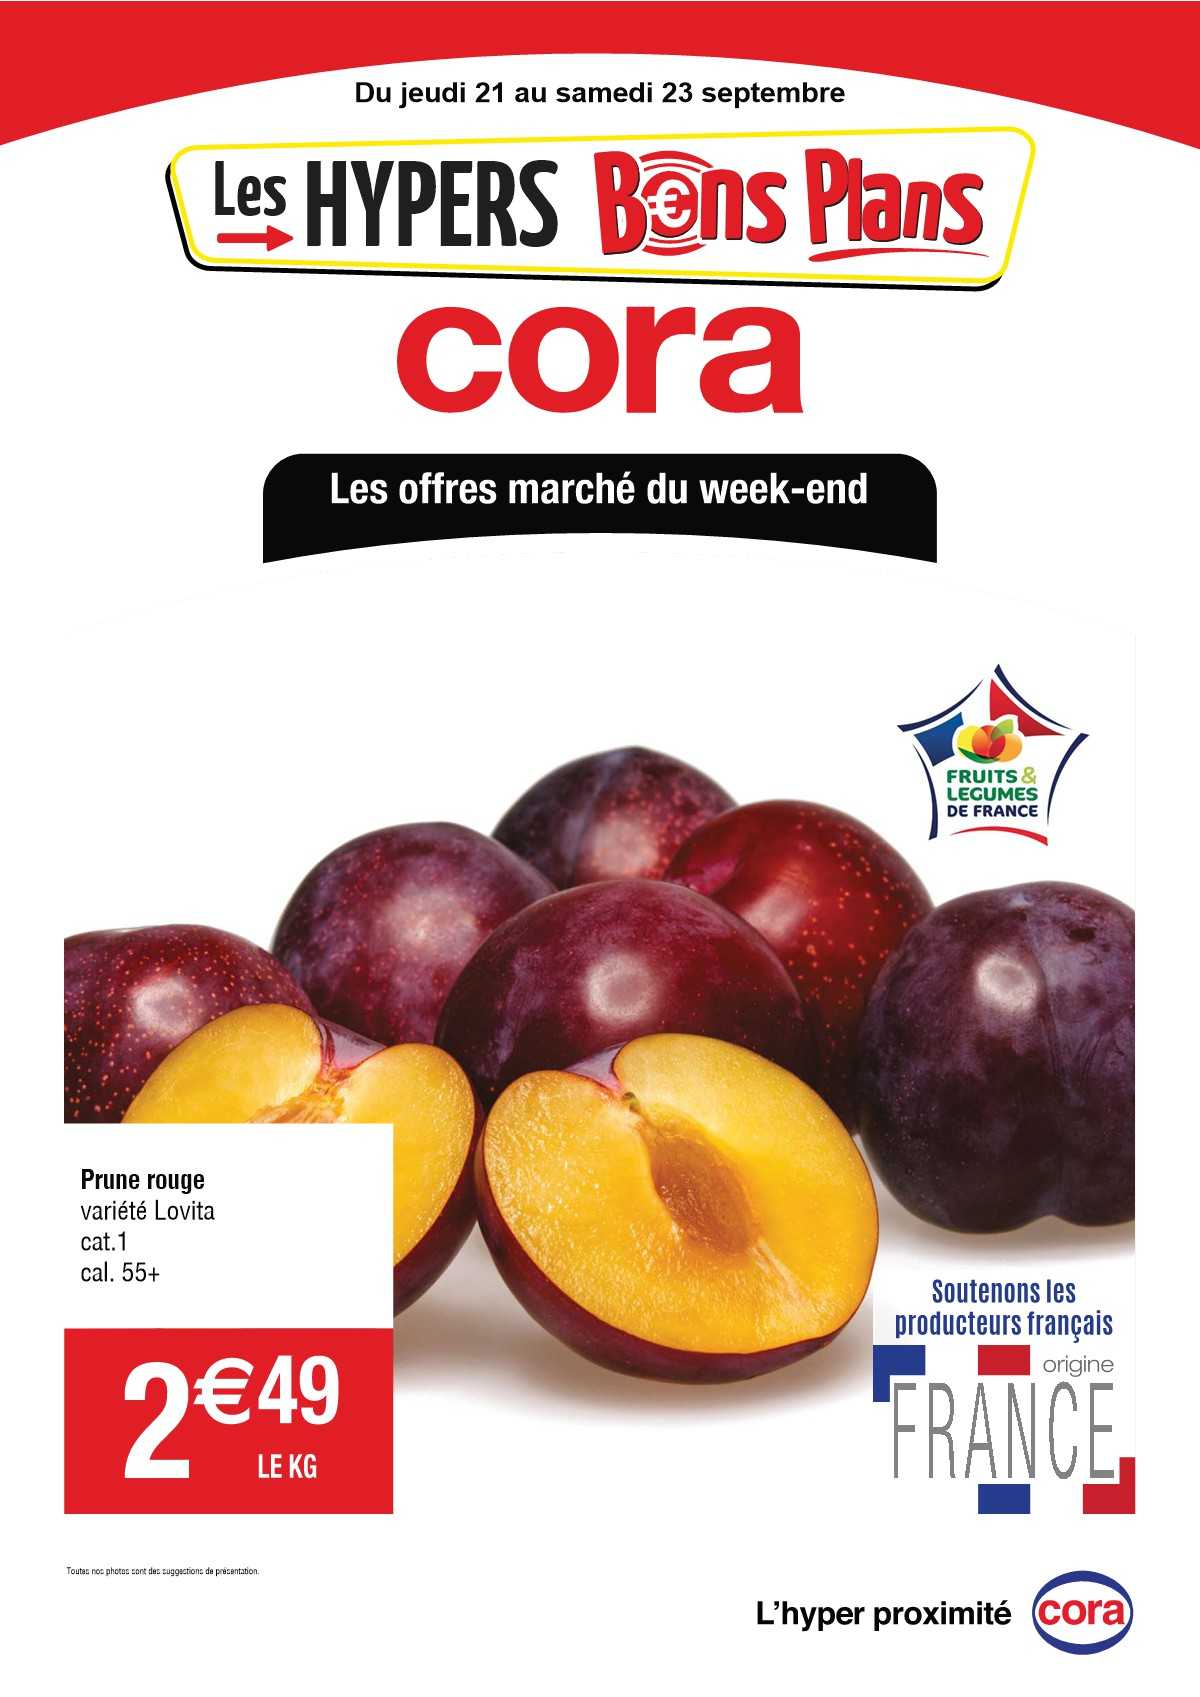 Du jeudi 21 au samedi 23 septembre
Les HYPERS Bons Plans
cora
Les offres marché du week-end
FRUITS &
LEGUMES
DE FRANCE
Prune rouge
variété Lovita
cat.1
cal. 55+
2€49
LE KG
Soutenons les
producteurs français
origine
FRANCE
Toutes nos photos sont des suggestions de présentation.
L'hyper proximité cora